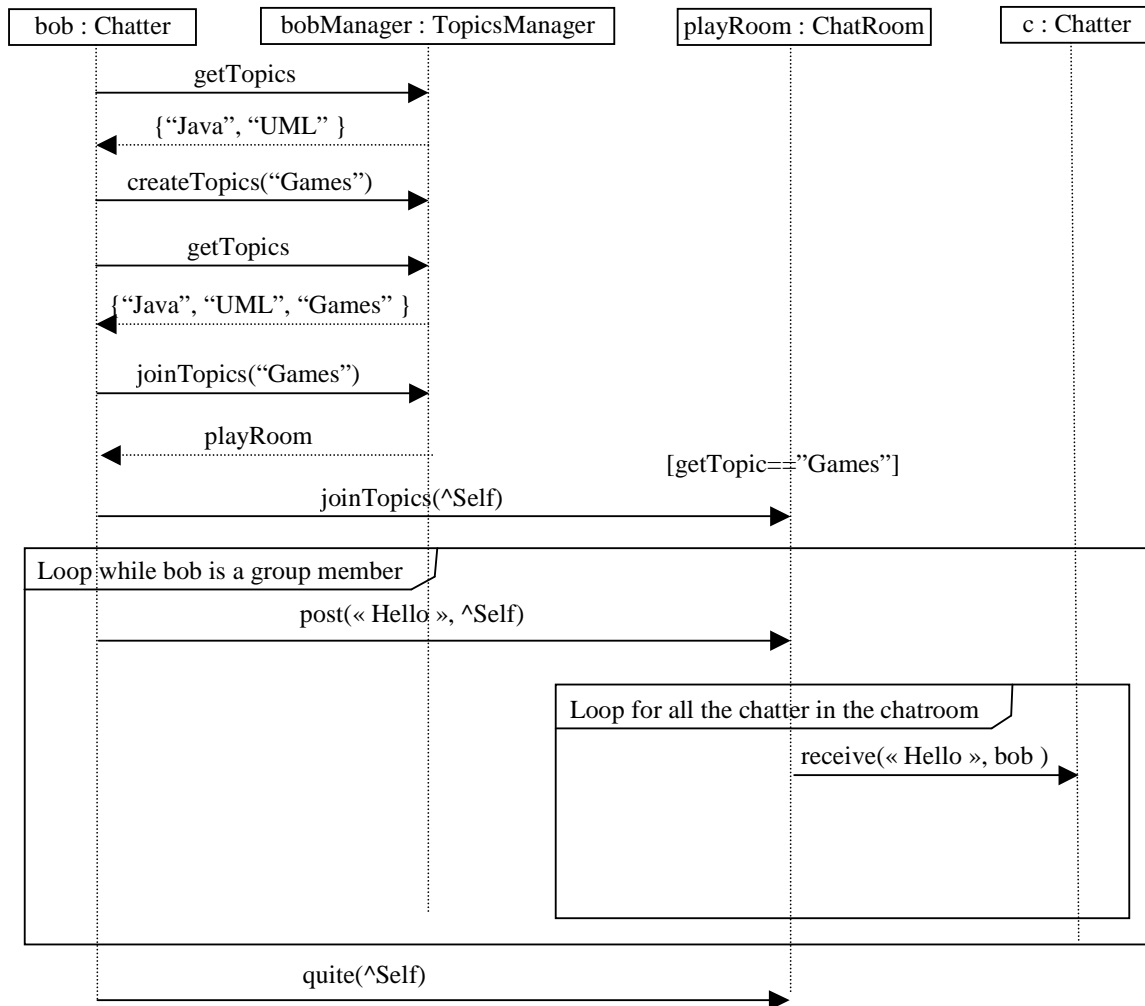 bob : Chatter
bobManager : TopicsManager
playRoom : ChatRoom
c : Chatter
getTopics
{“Java”, “UML” }
createTopics(“Games”)
getTopics
{“Java”, “UML”, “Games” }
joinTopics(“Games”)
playRoom
[getTopic==”Games”]
joinTopics(^Self)
Loop while bob is a group member
post(« Hello », ^Self)
Loop for all the chatter in the chatroom
receive(« Hello », bob )
quite(^Self)